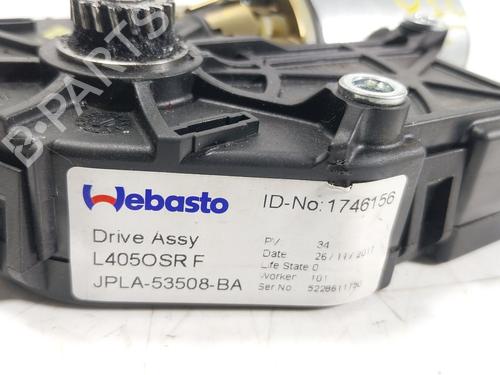 B-PARTS
Webasto
ID-No: 1746156
Drive Assy
L405OSR F
JPLA-53508-BA
PV 34
Date 26/11/2017
Life State 0
Worker 101
Ser.No: